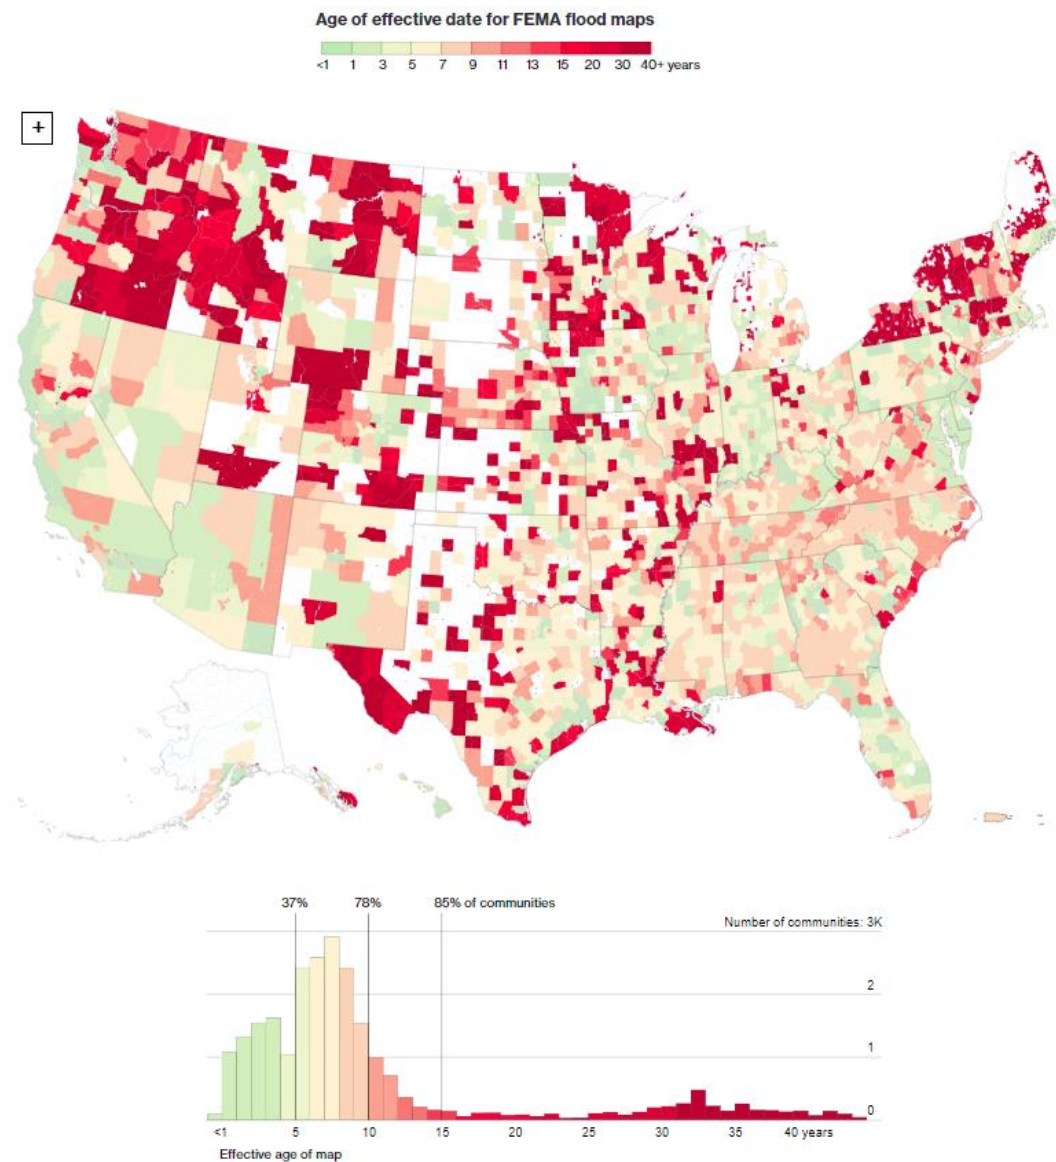 Age of effective date for FEMA flood maps
<1 1 3 5 7 9 11 13 15 20 30 40+ years
+
37% 78% 85% of communities
Number of communities: 3K
2
1
0
<1 5 10 15 20 25 30 35 40 years
Effective age of map